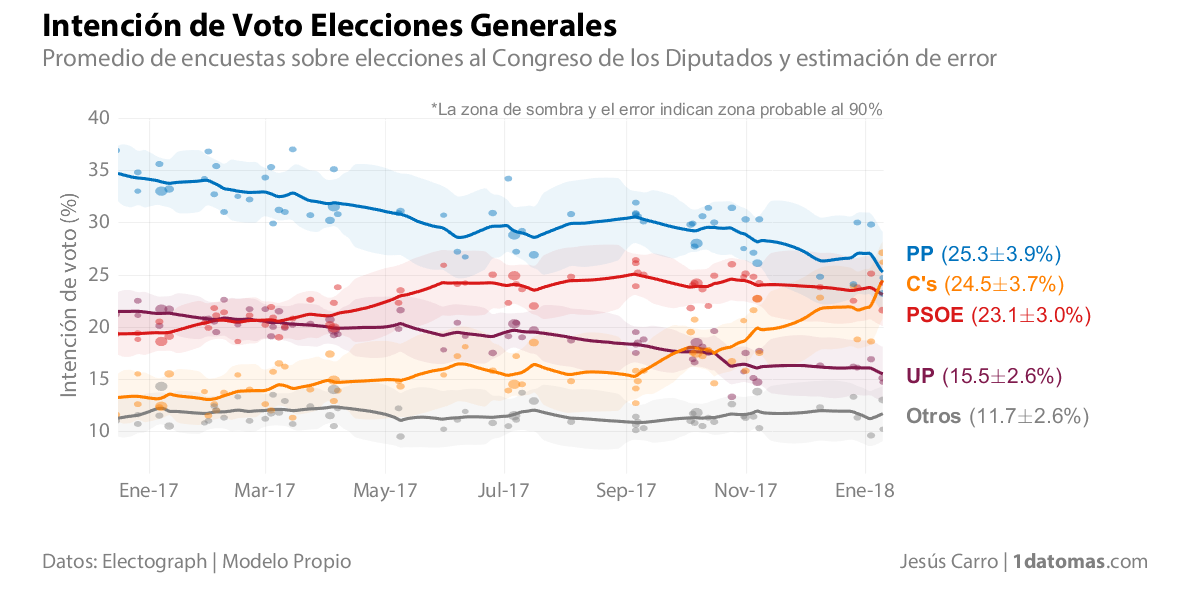 Intención de Voto Elecciones Generales
Promedio de encuestas sobre elecciones al Congreso de los Diputados y estimación de error
*La zona de sombra y el error indican zona probable al 90%
Intención de voto (%)
40
35
30
25
20
15
10
PP (25.3±3.9%)
C's (24.5±3.7%)
PSOE (23.1±3.0%)
UP (15.5±2.6%)
Otros (11.7±2.6%)
Ene-17 Mar-17 May-17 Jul-17 Sep-17 Nov-17 Ene-18
Datos: Electograph | Modelo Propio
Jesús Carro | 1datomas.com